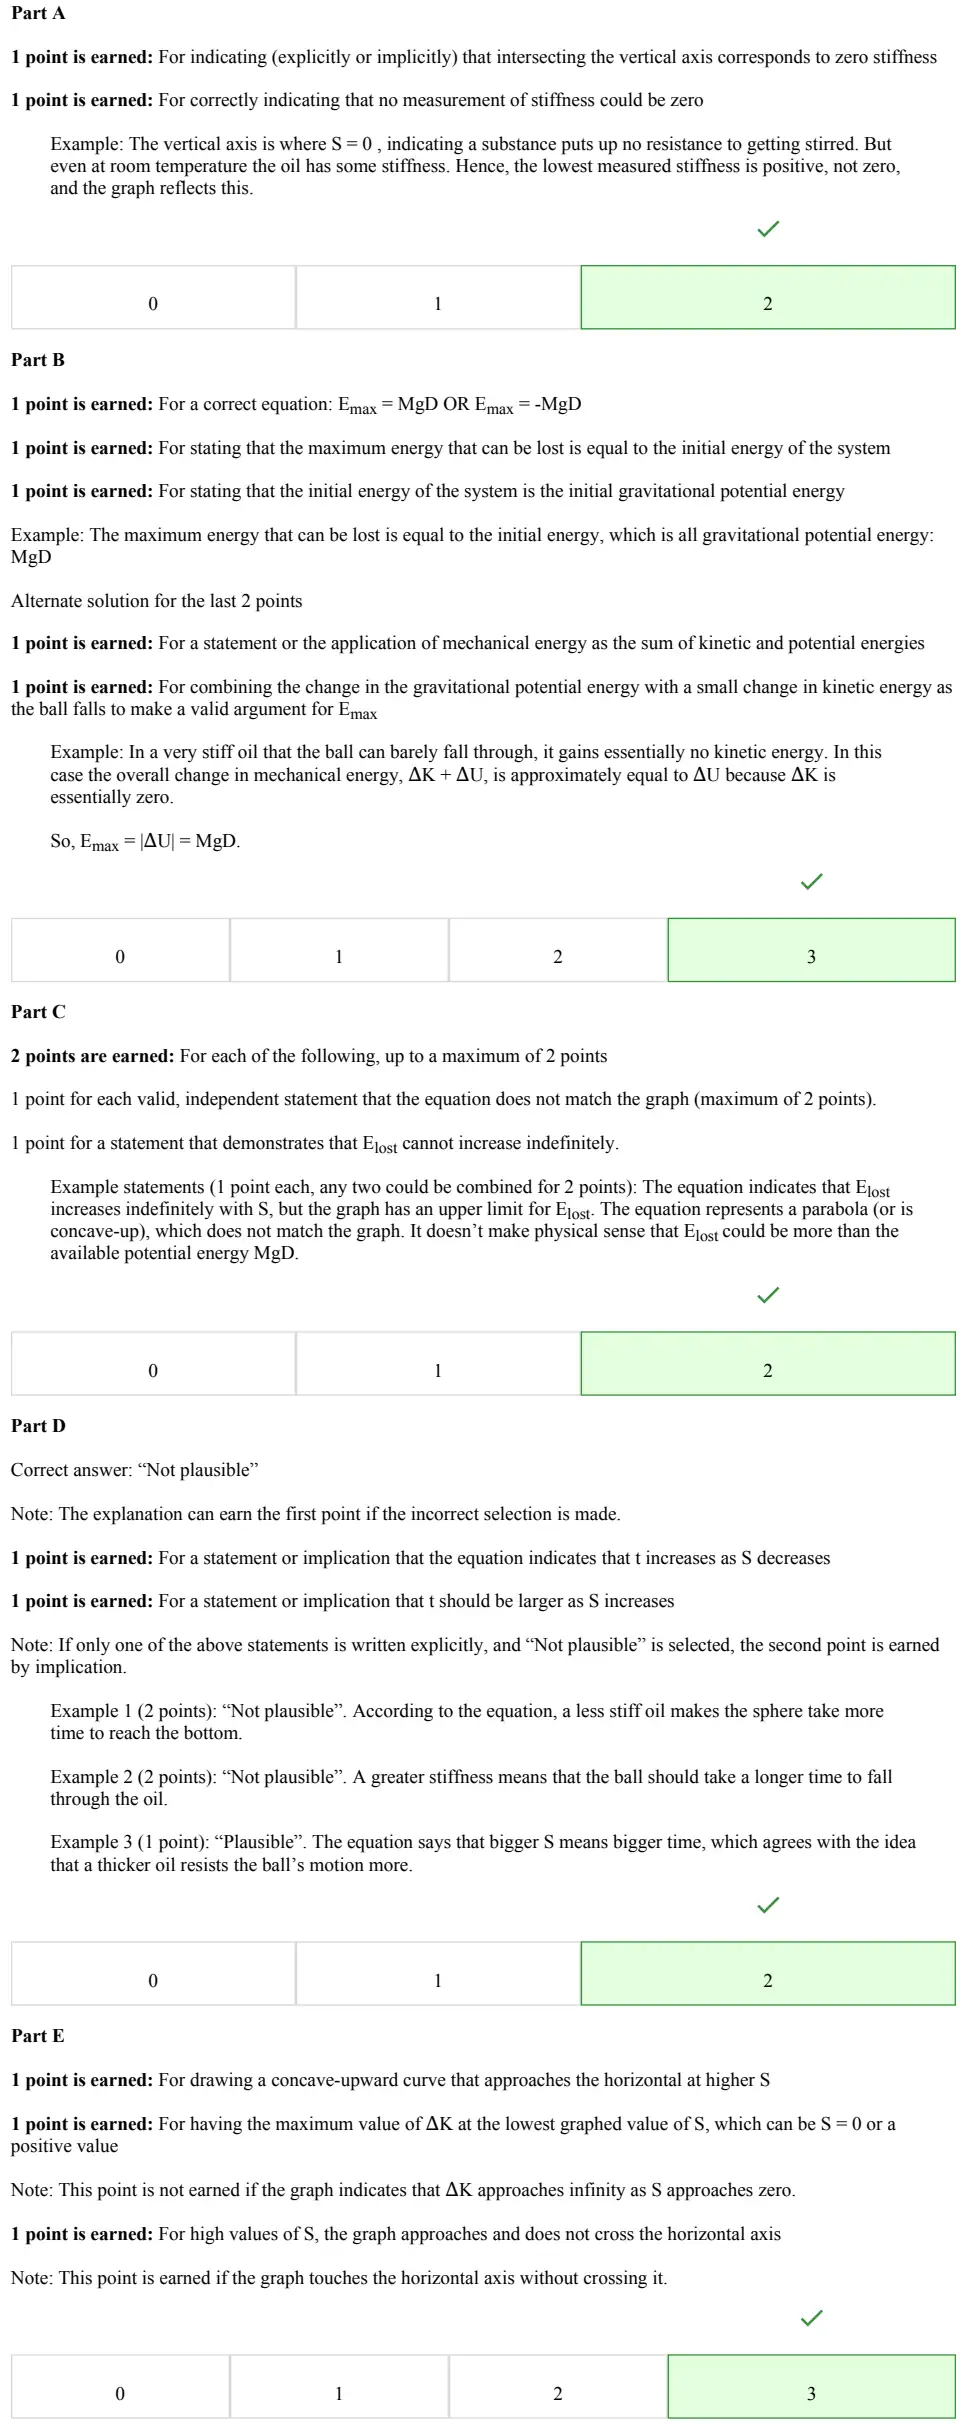 Part A
1 point is earned: For indicating (explicitly or implicitly) that intersecting the vertical axis corresponds to zero stiffness
1 point is earned: For correctly indicating that no measurement of stiffness could be zero
Example: The vertical axis is where S = 0 , indicating a substance puts up no resistance to getting stirred. But
even at room temperature the oil has some stiffness. Hence, the lowest measured stiffness is positive, not zero,
and the graph reflects this.
✓
0 1 2
Part B
1 point is earned: For a correct equation: Emax = MgD OR Emax = -MgD
1 point is earned: For stating that the maximum energy that can be lost is equal to the initial energy of the system
1 point is earned: For stating that the initial energy of the system is the initial gravitational potential energy
Example: The maximum energy that can be lost is equal to the initial energy, which is all gravitational potential energy:
MgD
Alternate solution for the last 2 points
1 point is earned: For a statement or the application of mechanical energy as the sum of kinetic and potential energies
1 point is earned: For combining the change in the gravitational potential energy with a small change in kinetic energy as
the ball falls to make a valid argument for Emax
Example: In a very stiff oil that the ball can barely fall through, it gains essentially no kinetic energy. In this
case the overall change in mechanical energy, ΔK + ΔU, is approximately equal to ΔU because ΔK is
essentially zero.
So, Emax = |ΔU| = MgD.
✓
0 1 2 3
Part C
2 points are earned: For each of the following, up to a maximum of 2 points
1 point for each valid, independent statement that the equation does not match the graph (maximum of 2 points).
1 point for a statement that demonstrates that Elost cannot increase indefinitely.
Example statements (1 point each, any two could be combined for 2 points): The equation indicates that Elost
increases indefinitely with S, but the graph has an upper limit for Elost. The equation represents a parabola (or is
concave-up), which does not match the graph. It doesn't make physical sense that Elost could be more than the
available potential energy MgD.
✓
0 1 2
Part D
Correct answer: “Not plausible”
Note: The explanation can earn the first point if the incorrect selection is made.
1 point is earned: For a statement or implication that the equation indicates that t increases as S decreases
1 point is earned: For a statement or implication that t should be larger as S increases
Note: If only one of the above statements is written explicitly, and “Not plausible” is selected, the second point is earned
by implication.
Example 1 (2 points): “Not plausible”. According to the equation, a less stiff oil makes the sphere take more
time to reach the bottom.
Example 2 (2 points): “Not plausible”. A greater stiffness means that the ball should take a longer time to fall
through the oil.
Example 3 (1 point): “Plausible”. The equation says that bigger S means bigger time, which agrees with the idea
that a thicker oil resists the ball’s motion more.
✓
0 1 2
Part E
1 point is earned: For drawing a concave-upward curve that approaches the horizontal at higher S
1 point is earned: For having the maximum value of ΔK at the lowest graphed value of S, which can be S = 0 or a
positive value
Note: This point is not earned if the graph indicates that ΔK approaches infinity as S approaches zero.
1 point is earned: For high values of S, the graph approaches and does not cross the horizontal axis
Note: This point is earned if the graph touches the horizontal axis without crossing it.
✓
0 1 2 3